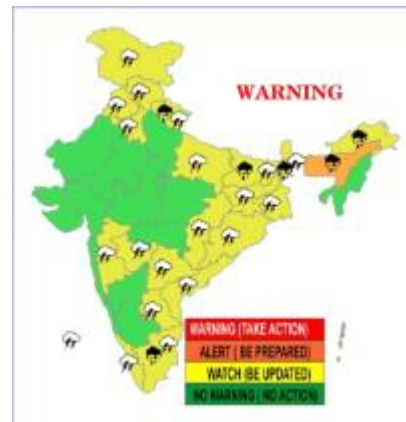 WARNING
WARNING (TAKE ACTION)
ALERT ( BE PREPARED)
WATCH (BE UPDATED)
NO WARNING ( NO ACTION)